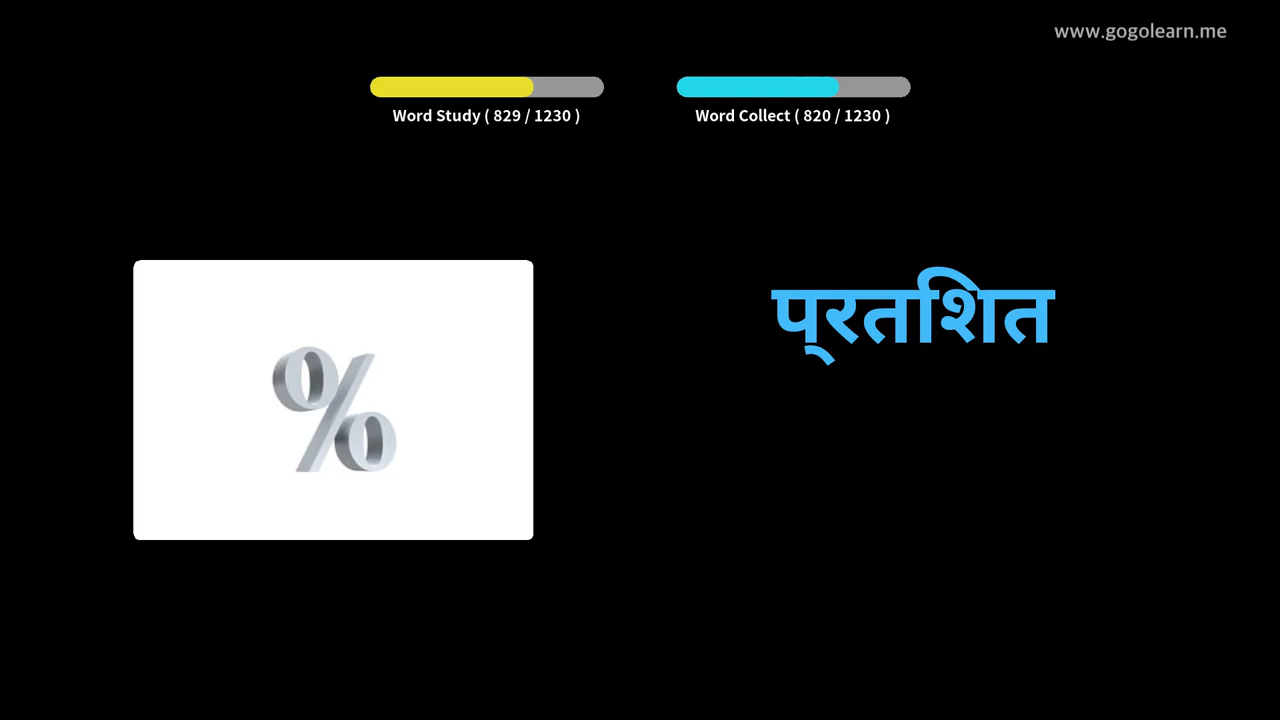 www.gogolearn.me
Word Study ( 829 / 1230 )
Word Collect ( 820 / 1230 )
%
प्रतिशत